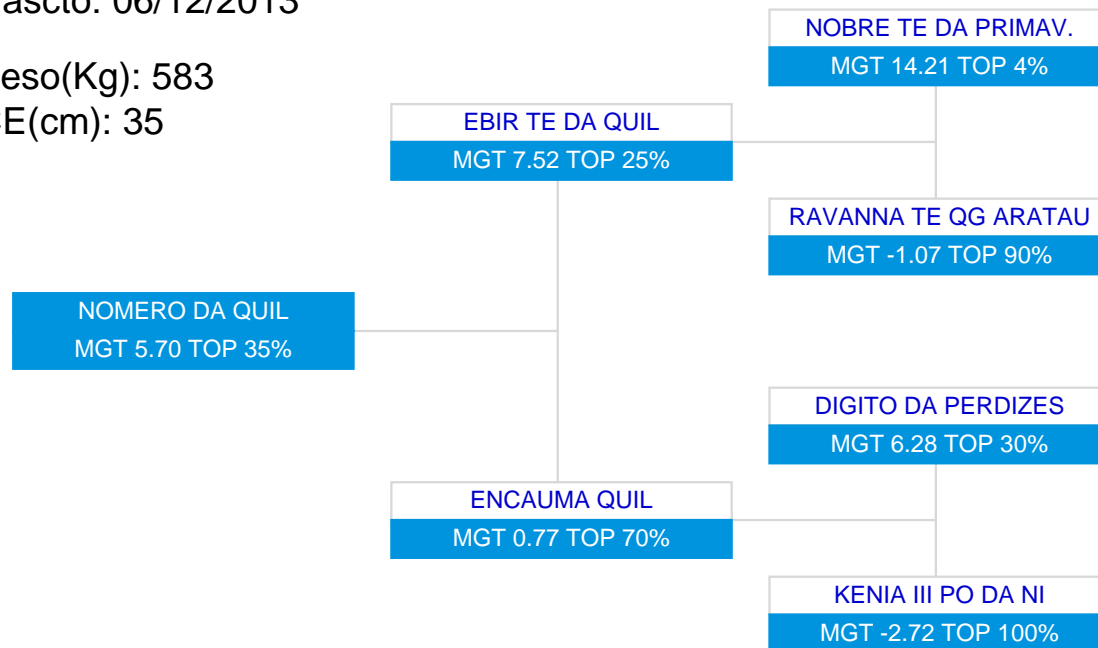 ascto: 06/12/2013
eso(Kg): 583
E(cm): 35
NOBRE TE DA PRIMAV.
MGT 14.21 TOP 4%
EBIR TE DA QUIL
MGT 7.52 TOP 25%
RAVANNA TE QG ARATAU
MGT -1.07 TOP 90%
NOMERO DA QUIL
MGT 5.70 TOP 35%
DIGITO DA PERDIZES
MGT 6.28 TOP 30%
ENCAUMA QUIL
MGT 0.77 TOP 70%
KENIA III PO DA NI
MGT -2.72 TOP 100%